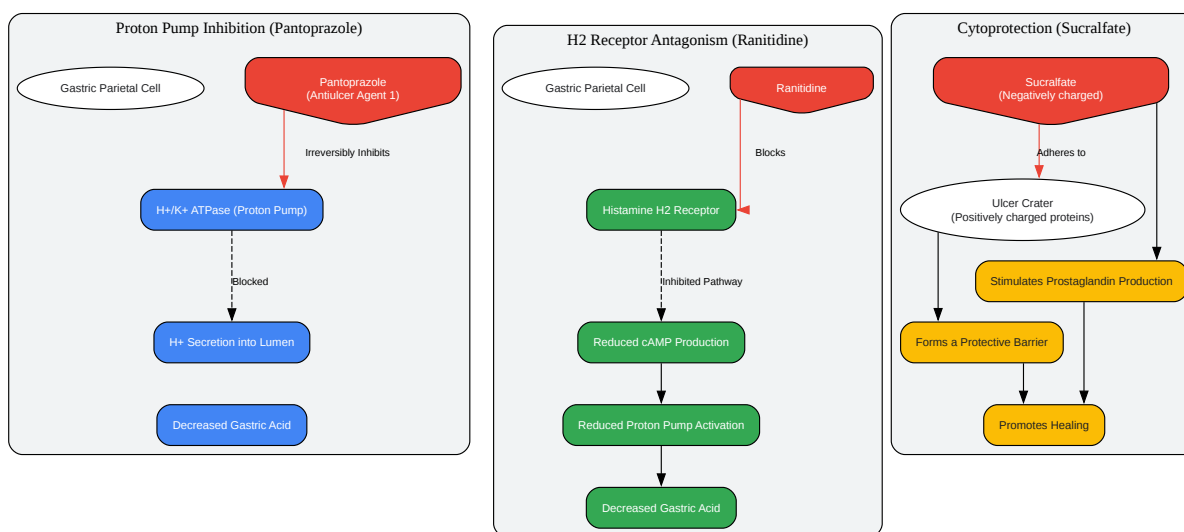 Proton Pump Inhibition (Pantoprazole)
Gastric Parietal Cell
Pantoprazole
(Antiulcer Agent 1)
Irreversibly Inhibits
H+/K+ ATPase (Proton Pump)
Blocked
H+ Secretion into Lumen
Decreased Gastric Acid
H2 Receptor Antagonism (Ranitidine)
Gastric Parietal Cell
Ranitidine
Blocks
Histamine H2 Receptor
Inhibited Pathway
Reduced cAMP Production
Reduced Proton Pump Activation
Decreased Gastric Acid
Cytoprotection (Sucralfate)
Sucralfate
(Negatively charged)
Adheres to
Ulcer Crater
(Positively charged proteins)
Stimulates Prostaglandin Production
Forms a Protective Barrier
Promotes Healing